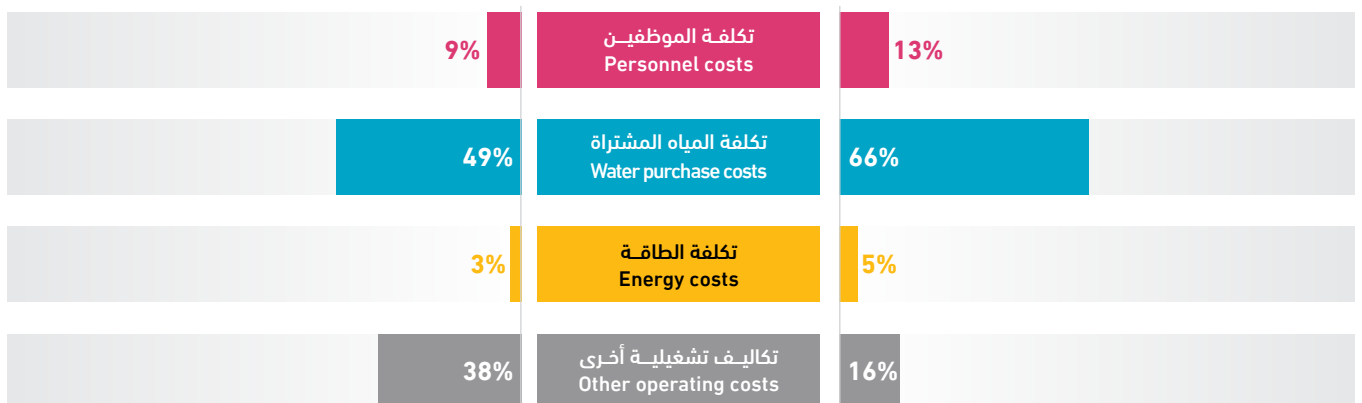 9%
تكلفة الموظفين
Personnel costs
13%
49%
تكلفة المياه المشتراة
Water purchase costs
66%
3%
تكلفة الطاقة
Energy costs
5%
38%
تكاليف تشغيلية أخرى
Other operating costs
16%